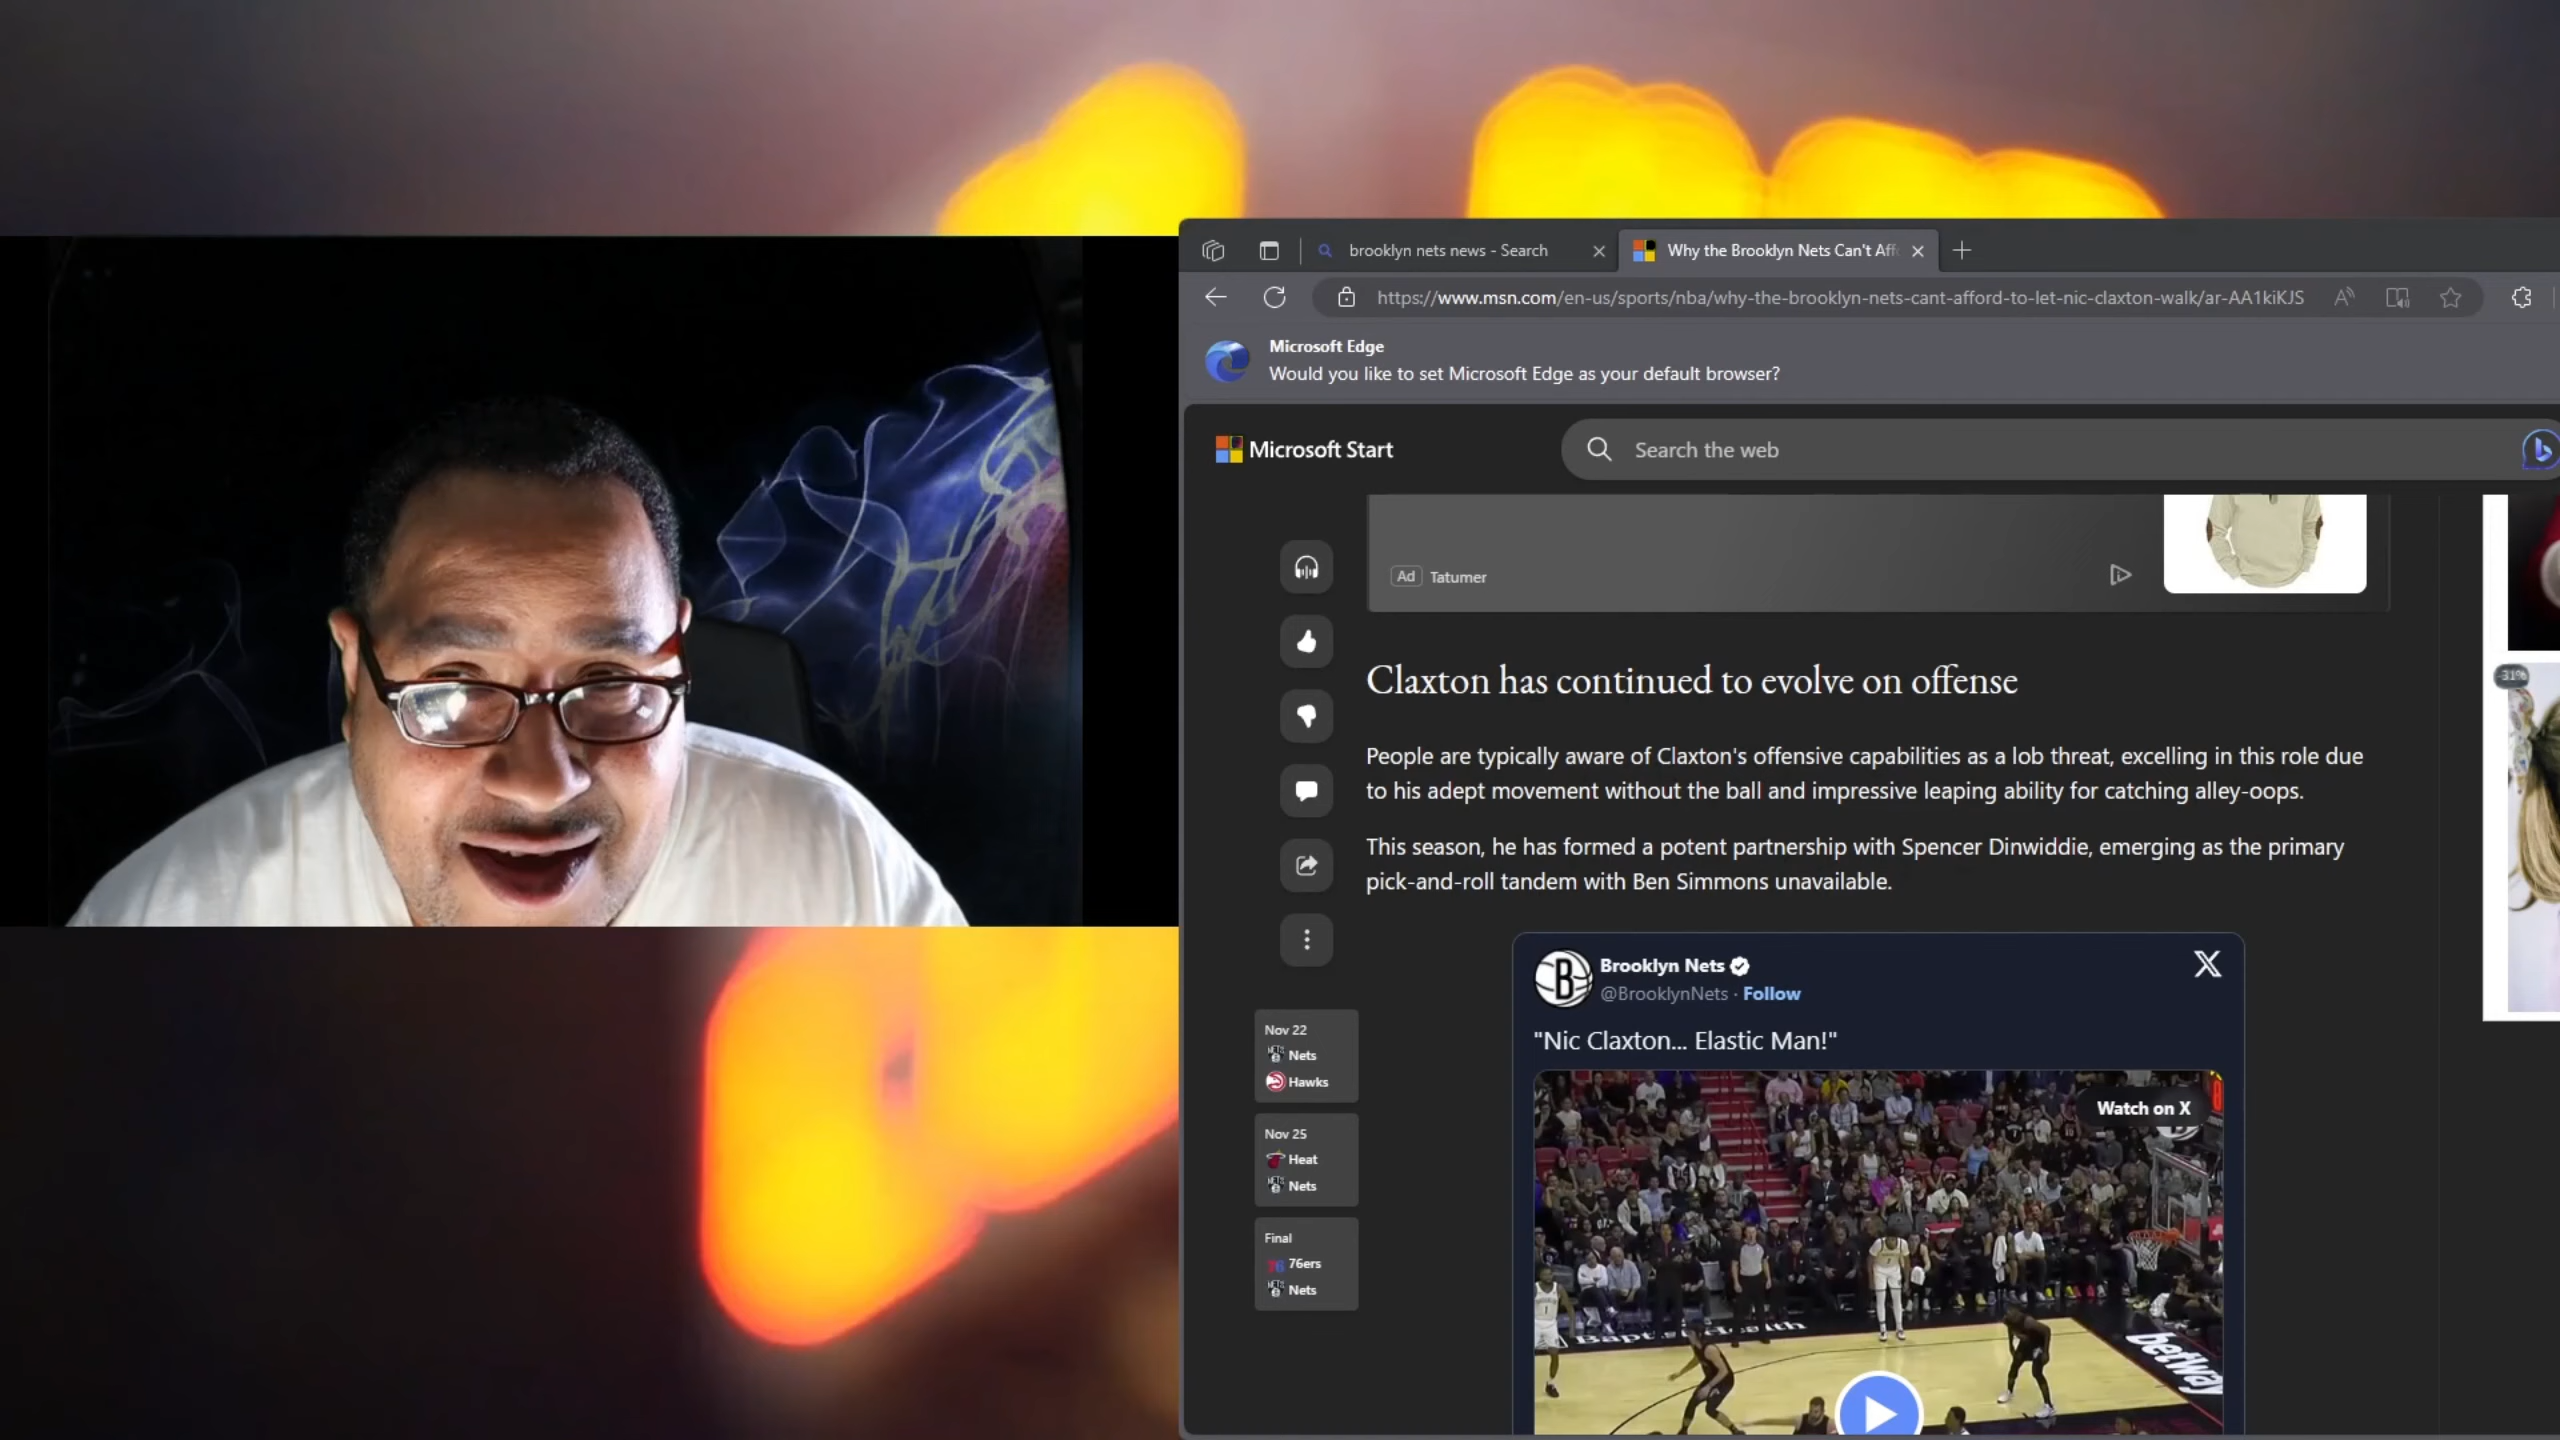 brooklyn nets news - Search
Why the Brooklyn Nets Can't Aff
https://www.msn.com/en-us/sports/nba/why-the-brooklyn-nets-cant-afford-to-let-nic-claxton-walk/ar-AA1kiKJS
Microsoft Edge
Would you like to set Microsoft Edge as your default browser?
Microsoft Start
Search the web
Ad Tatumer
-31%
Claxton has continued to evolve on offense
People are typically aware of Claxton's offensive capabilities as a lob threat, excelling in this role due
to his adept movement without the ball and impressive leaping ability for catching alley-oops.
This season, he has formed a potent partnership with Spencer Dinwiddie, emerging as the primary
pick-and-roll tandem with Ben Simmons unavailable.
Brooklyn Nets
@BrooklynNets · Follow
"Nic Claxton... Elastic Man!"
Watch on X
Nov 22
Nets
Hawks
Nov 25
Heat
Nets
Final
76ers
Nets
Baptist Health
betway